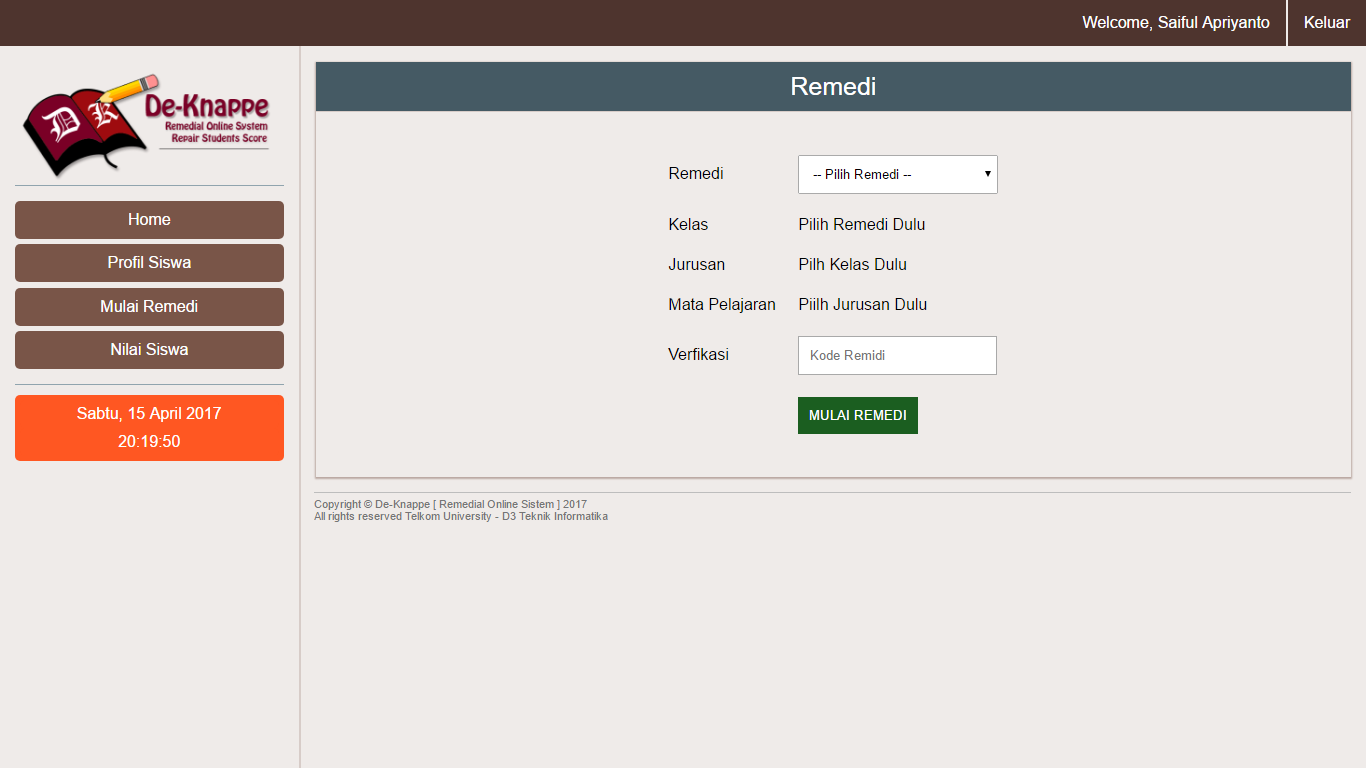 Welcome, Saiful Apriyanto
Keluar
DK
De-Knappe
Remedial Online System
Repair Students Score
Home
Profil Siswa
Mulai Remedi
Nilai Siswa
Sabtu, 15 April 2017
20:19:50
Remedi
Remedi -- Pilih Remedi --
Kelas Pilih Remedi Dulu
Jurusan Pilh Kelas Dulu
Mata Pelajaran Piilh Jurusan Dulu
Verfikasi Kode Remidi
MULAI REMEDI
Copyright © De-Knappe [ Remedial Online Sistem ] 2017
All rights reserved Telkom University - D3 Teknik Informatika